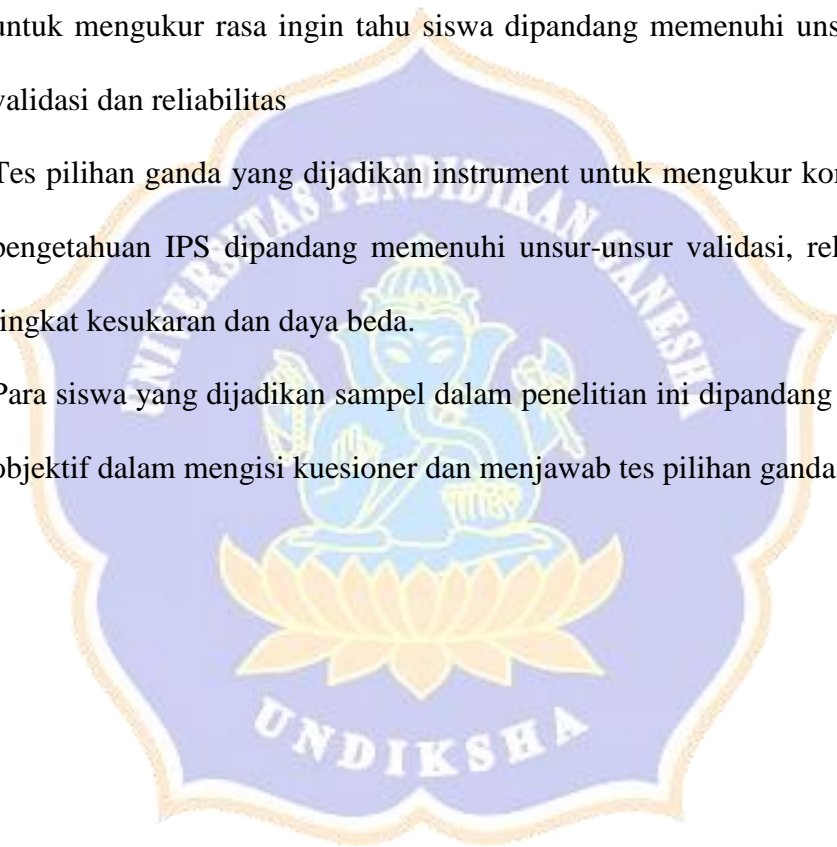 untuk mengukur rasa ingin tahu siswa dipandang memenuhi uns
validasi dan reliabilitas
Tes pilihan ganda yang dijadikan instrument untuk mengukur kor
pengetahuan IPS dipandang memenuhi unsur-unsur validasi, rel
tingkat kesukaran dan daya beda.
Para siswa yang dijadikan sampel dalam penelitian ini dipandang
objektif dalam mengisi kuesioner dan menjawab tes pilihan ganda
UNIVERSITAS PENDIDIKAN GANESHA
UNDIKSHA